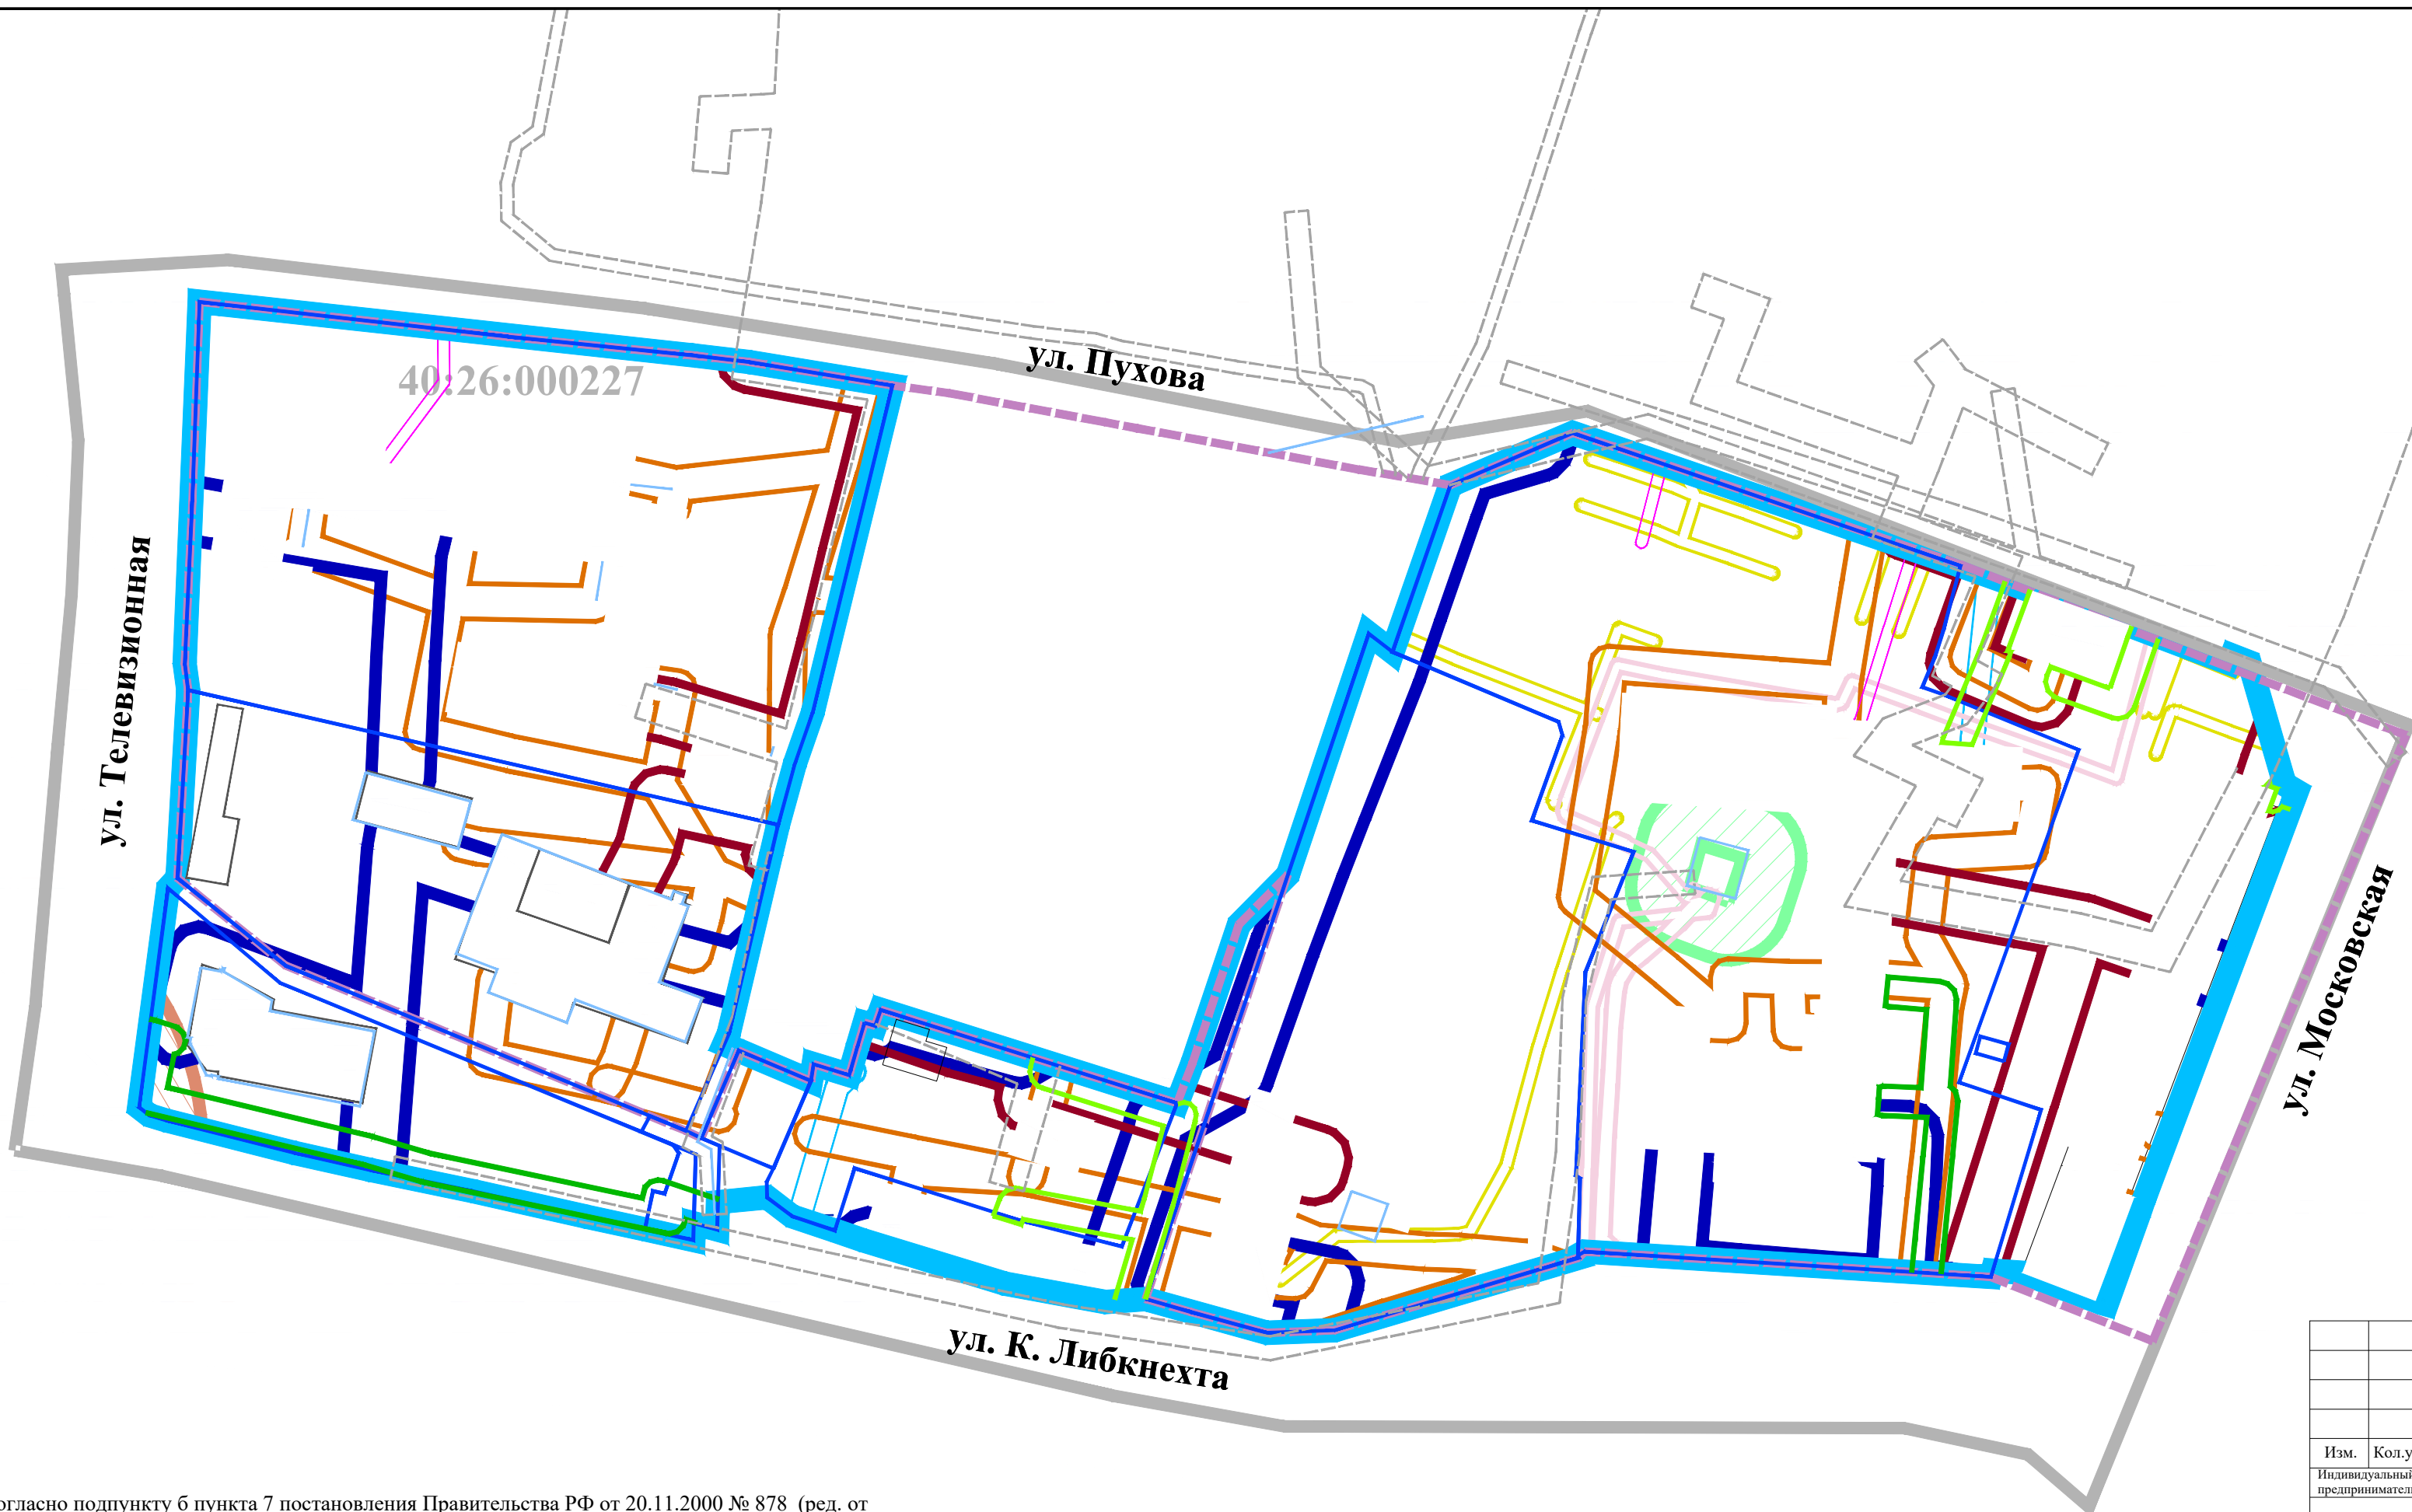 ул. Пухова
40:26:000227
ул. Телевизионная
ул. Московская
ул. К. Либкнехта
Изм. Кол.у
Индивидуальный
предприниматель
огласно подпункту б пункта 7 постановления Правительства РФ от 20.11.2000 № 878 (ред. от